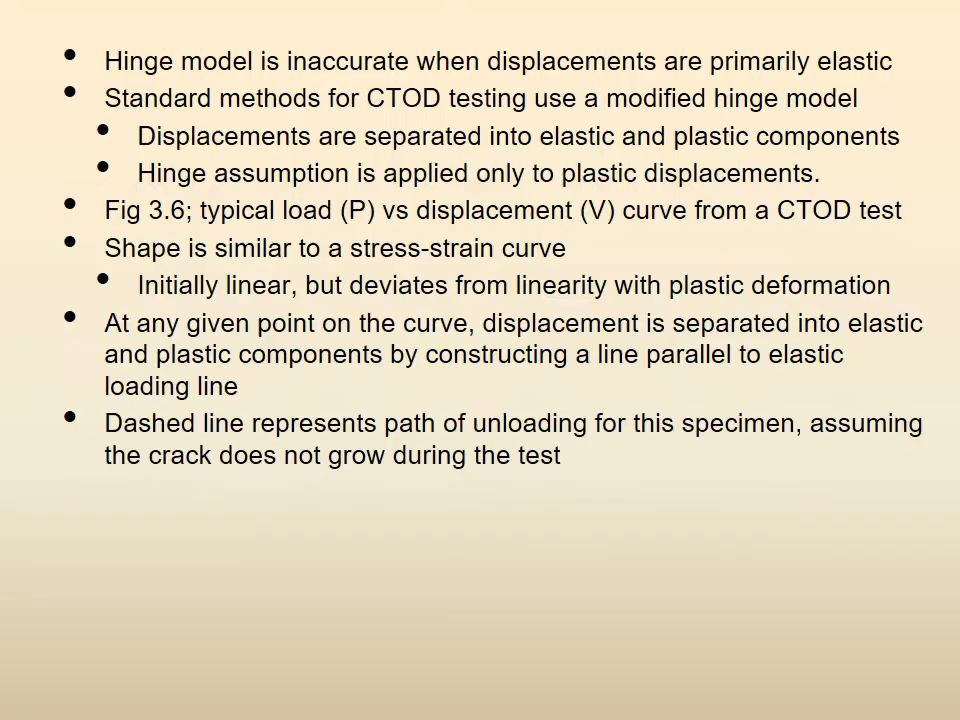 • Hinge model is inaccurate when displacements are primarily elastic
• Standard methods for CTOD testing use a modified hinge model
• Displacements are separated into elastic and plastic components
• Hinge assumption is applied only to plastic displacements.
• Fig 3.6; typical load (P) vs displacement (V) curve from a CTOD test
• Shape is similar to a stress-strain curve
• Initially linear, but deviates from linearity with plastic deformation
• At any given point on the curve, displacement is separated into elastic
and plastic components by constructing a line parallel to elastic
loading line
• Dashed line represents path of unloading for this specimen, assuming
the crack does not grow during the test